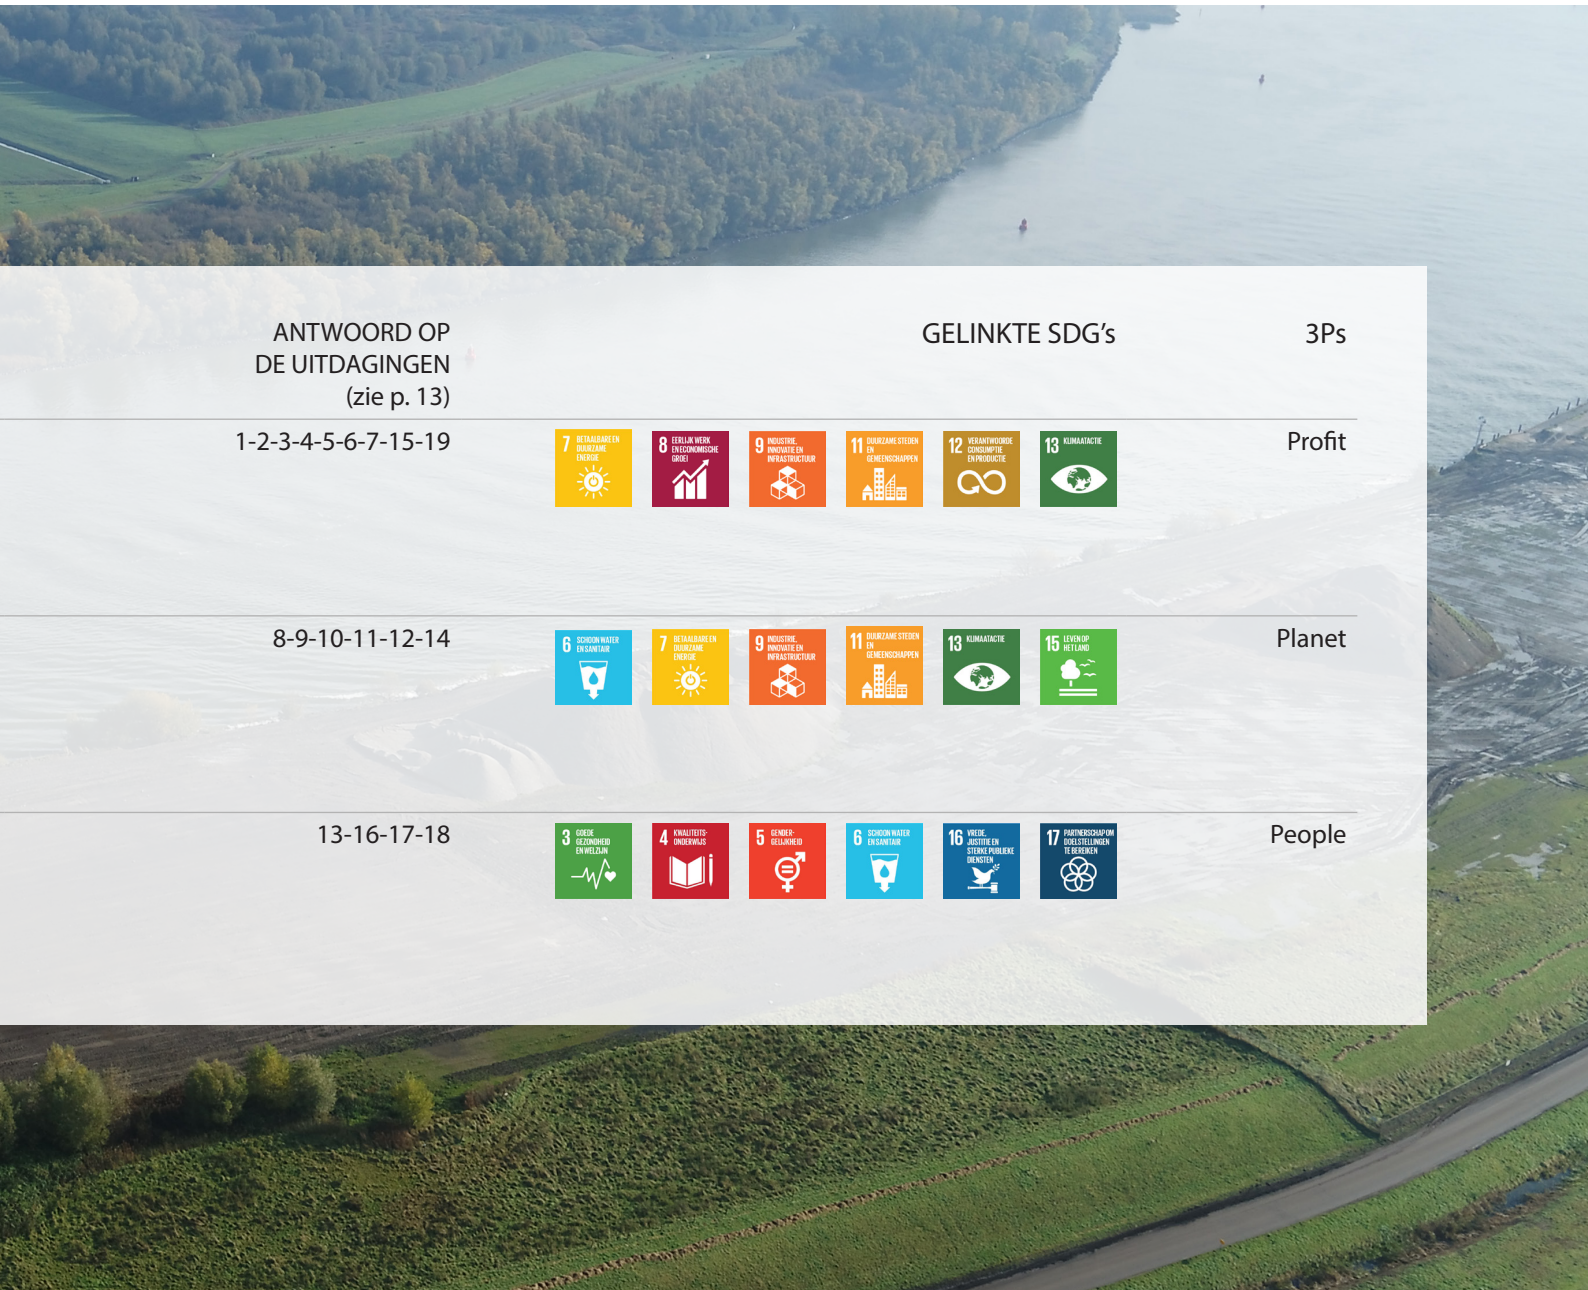 ANTWOORD OP
DE UITDAGINGEN
(zie p. 13)
GELINKTE SDG's
3Ps
1-2-3-4-5-6-7-15-19
7 BETAALBARE EN
DUURZAME
ENERGIE
8 EERLIJK WERK
EN ECONOMISCHE
GROEI
9 INDUSTRIE,
INNOVATIE EN
INFRASTRUCTUUR
11 DUURZAME STEDEN
EN
GEMEENSCHAPPEN
12 VERANTWOORDE
CONSUMPTIE
EN PRODUCTIE
13 KLIMAATACTIE
Profit
8-9-10-11-12-14
6 SCHOON WATER
EN SANITAIR
7 BETAALBARE EN
DUURZAME
ENERGIE
9 INDUSTRIE,
INNOVATIE EN
INFRASTRUCTUUR
11 DUURZAME STEDEN
EN
GEMEENSCHAPPEN
13 KLIMAATACTIE
15 LEVEN OP
HET LAND
Planet
13-16-17-18
3 GOEDE
GEZONDHEID
EN WELZIJN
4 KWALITEITS-
ONDERWIJS
5 GENDER-
GELIJKHEID
6 SCHOON WATER
EN SANITAIR
16 VREDE,
JUSTITIE EN
STERKE PUBLIEKE
DIENSTEN
17 PARTNERSCHAP OM
DOELSTELLINGEN
TE BEREIKEN
People